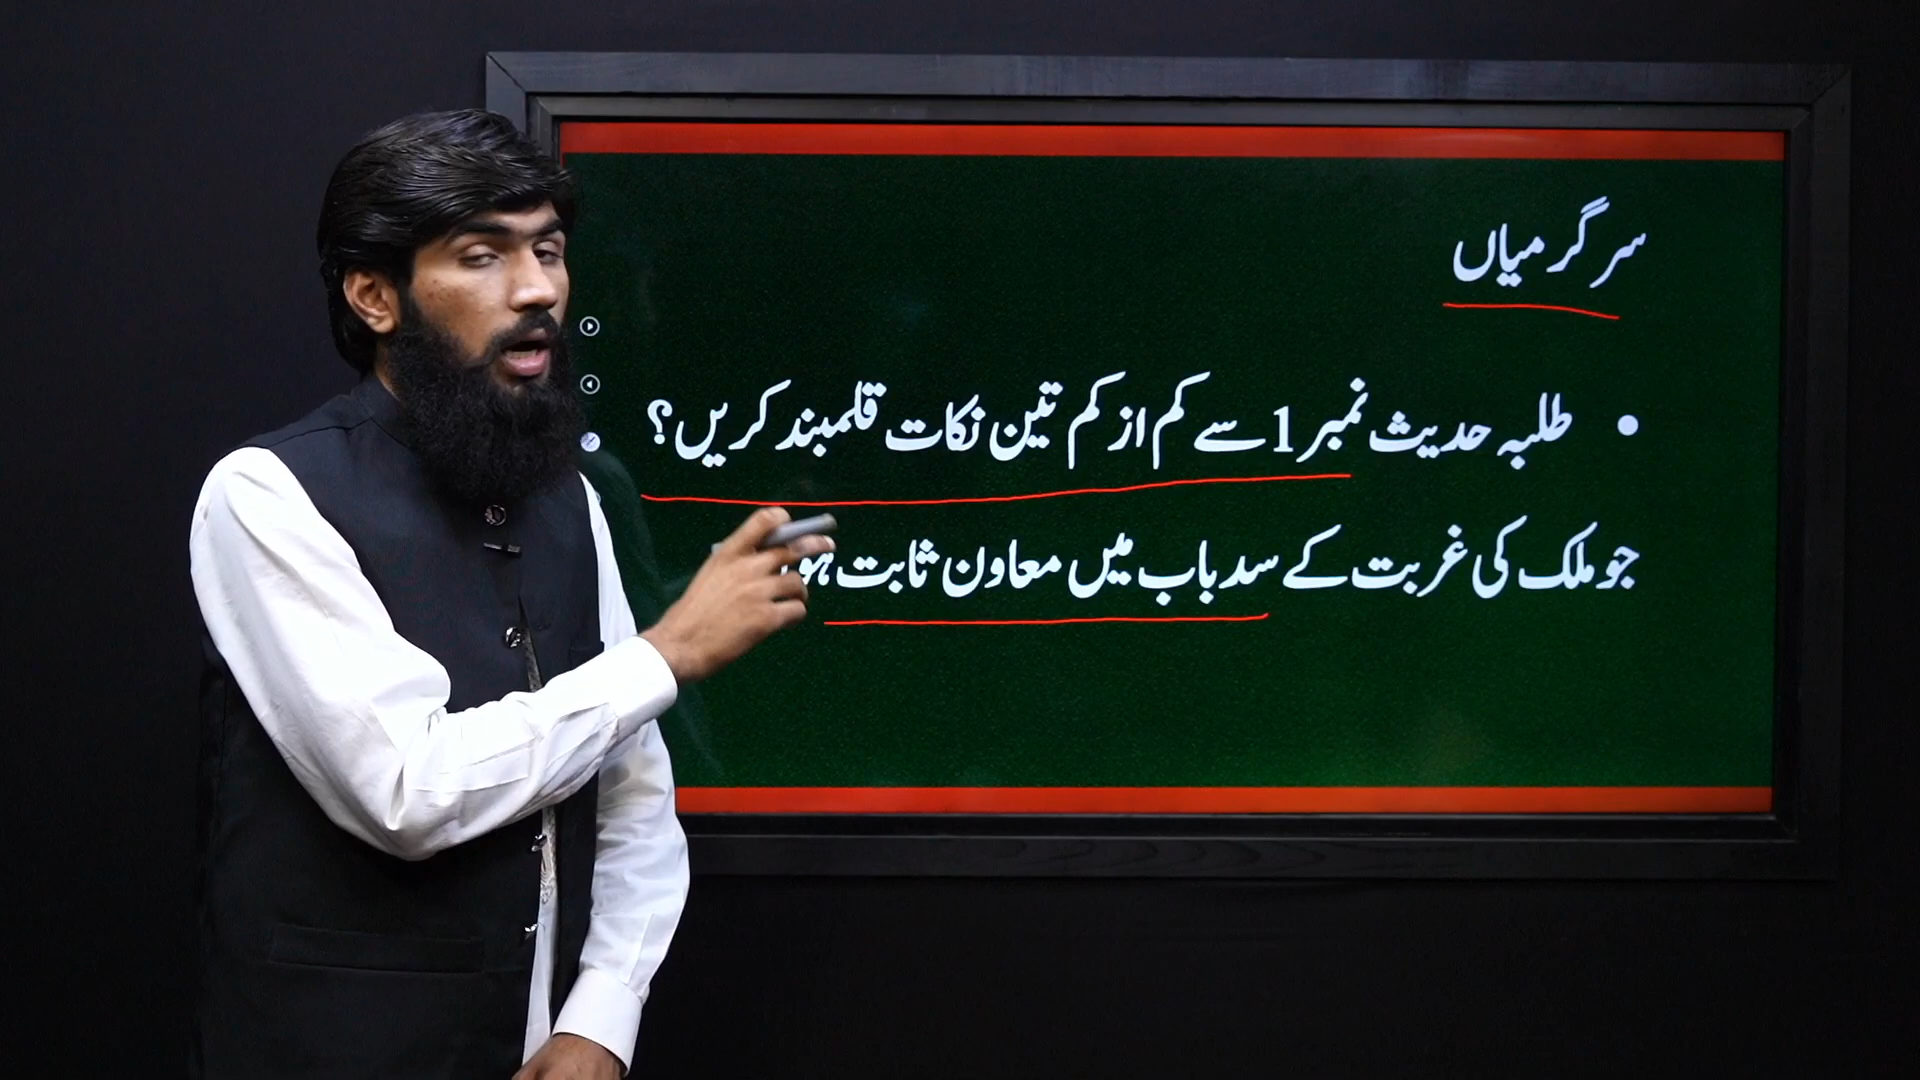 سرگرمیاں
• طلبہ حدیث نمبر 1 سے کم از کم تین نکات قلمبند کریں؟
جو ملک کی غربت کے سدباب میں معاون ثابت